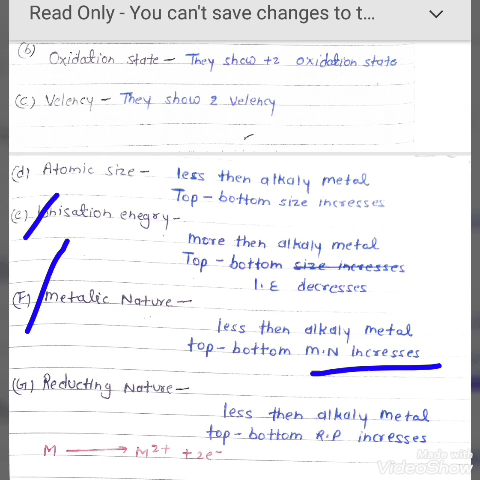 Read Only - You can't save changes to t...
(b) Oxidation state - They show +2 oxidation state
(C) Velency - They show 2 velency
(d) Atomic size - less then alkaly metal
Top - bottom size incresses
(e) Ionisation enegry -
more then alkaly metal
Top - bottom size incresses
I.E decresses
(F) Metalic Nature -
less then alkaly metal
top - bottom M.N incresses
(G) Reducting Nature -
less then alkaly metal
top - bottom R.P incresses
M → M2+ + 2e-
Made with
VideoShow